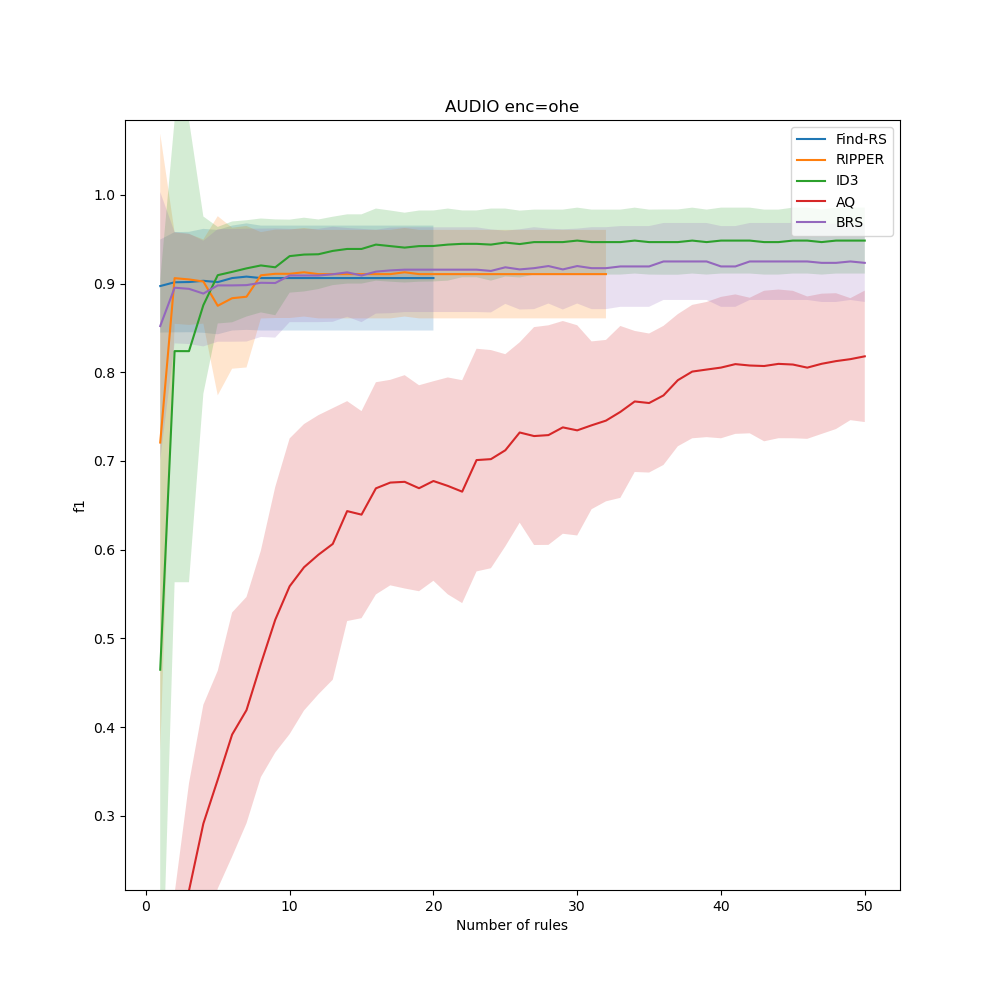 AUDIO enc=ohe
Find-RS
RIPPER
ID3
AQ
BRS
1.0
0.9
0.8
0.7
0.6
0.5
0.4
0.3
f1
0 10 20 30 40 50
Number of rules